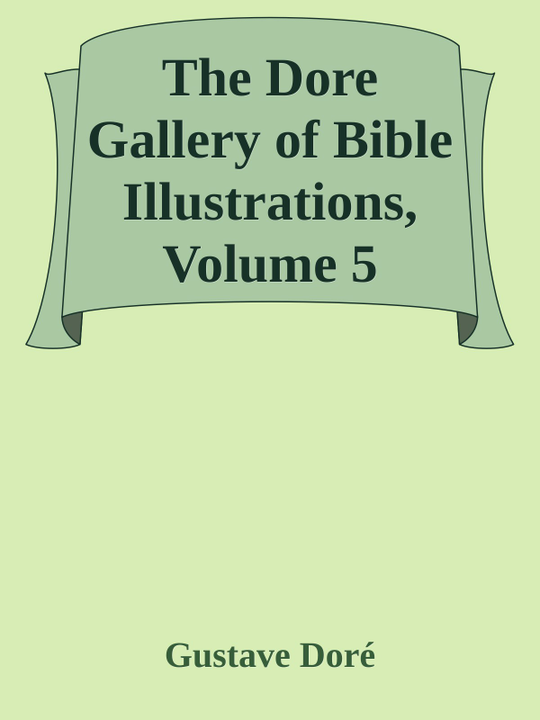 The Dore
Gallery of Bible
Illustrations,
Volume 5
Gustave Doré